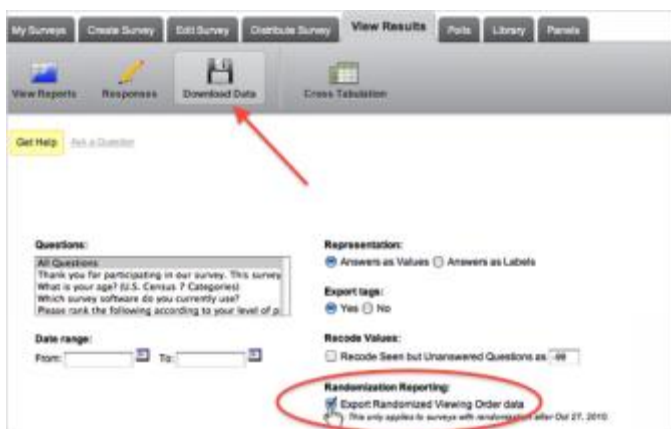 My Surveys Create Survey Edit Survey Distribute Survey View Results Polls Library Panels
View Reports Responses Download Data Cross Tabulation
Get Help Ask a Question
Questions:
All Questions
Thank you for participating in our survey. This survey
What is your age? (U.S. Census 7 Categories)
Which survey software do you currently use?
Please rank the following according to your level of p
Date range:
From: To:
Representation:
Answers as Values Answers as Labels
Export tags:
Yes No
Recode Values:
Recode Seen but Unanswered Questions as -99
Randomization Reporting:
Export Randomized Viewing Order data
This only applies to surveys with randomization after Oct 27, 2010.